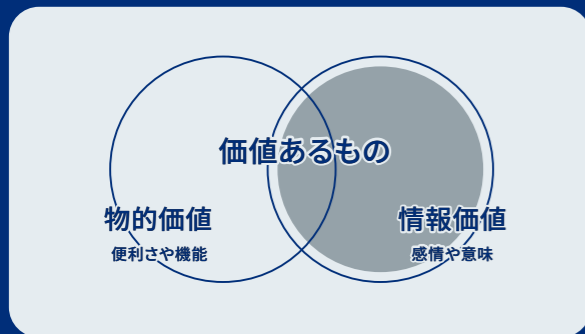 価値あるもの
物的価値
便利さや機能
情報価値
感情や意味